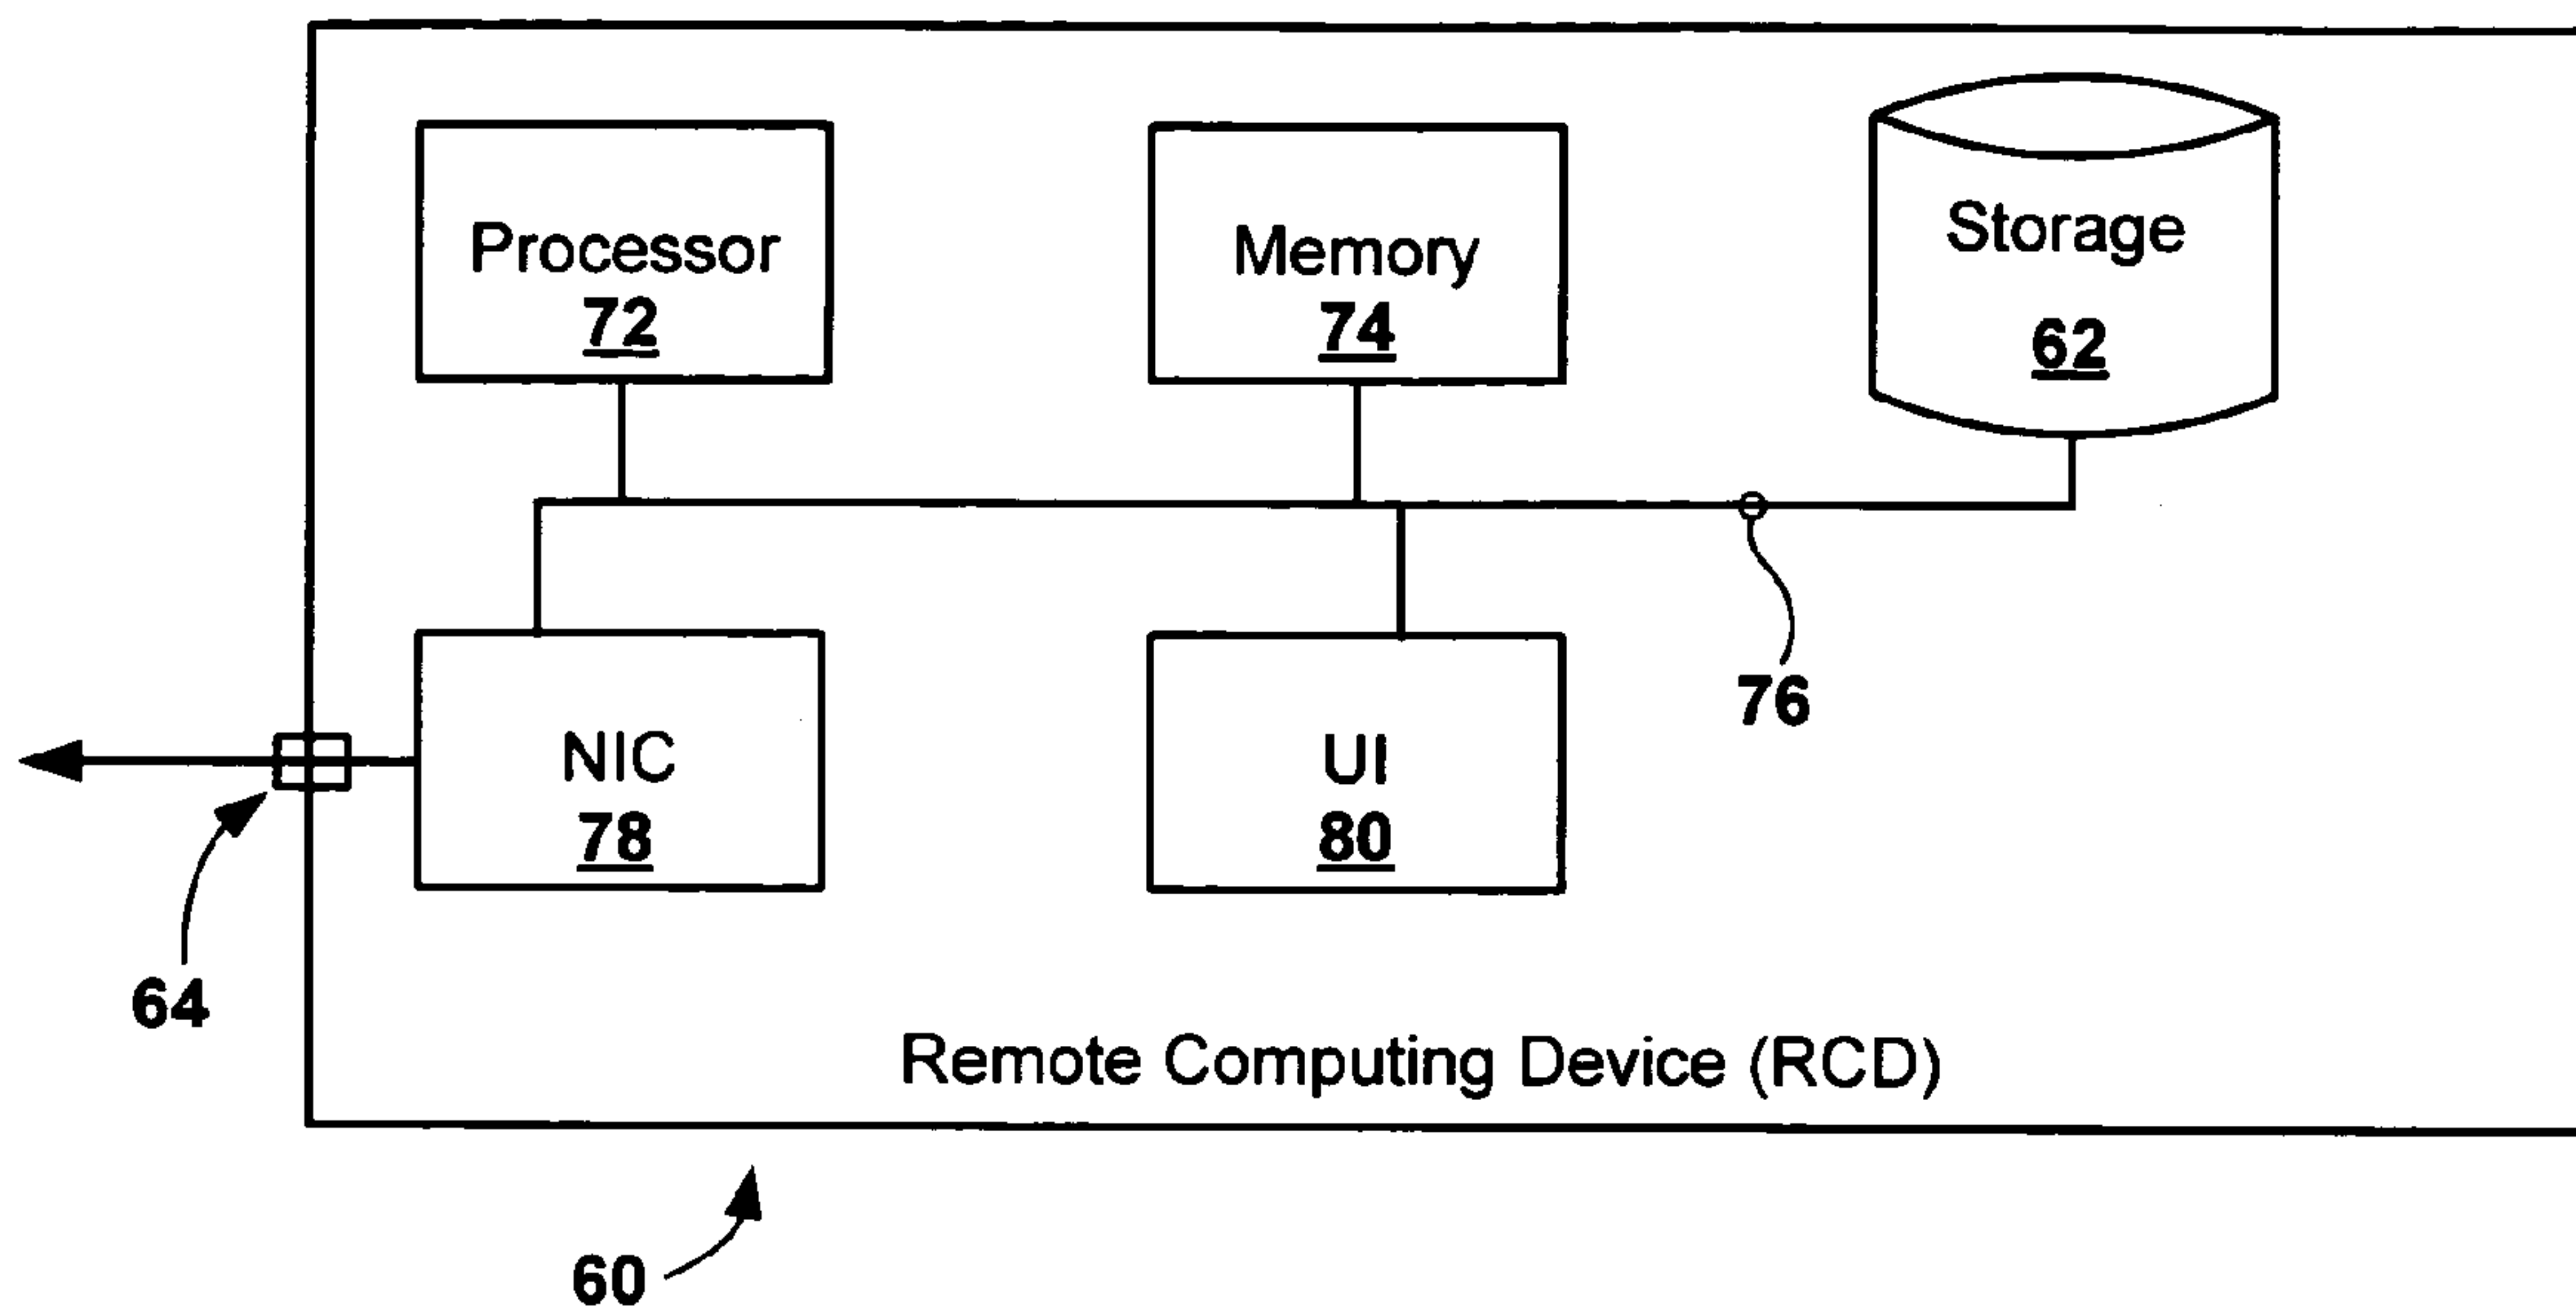 Processor
72
Memory
74
Storage
62
76
NIC
78
UI
80
64
Remote Computing Device (RCD)
60